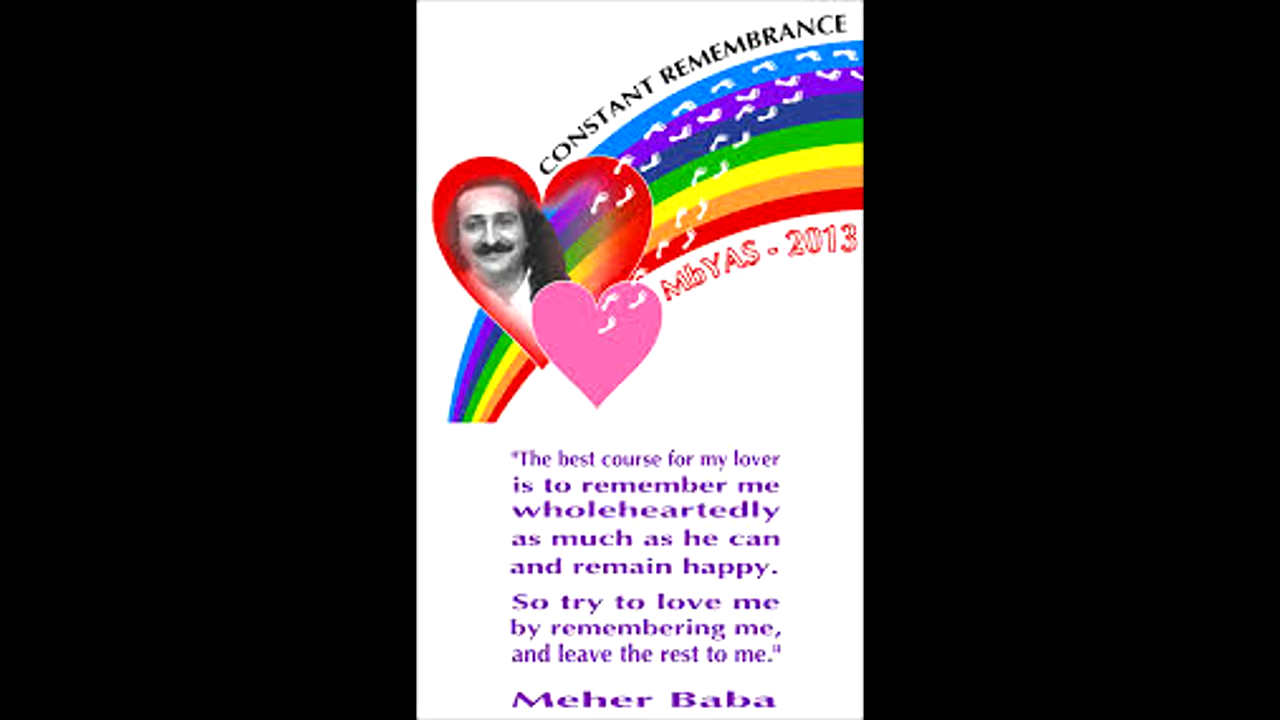 CONSTANT REMEMBRANCE
MbYAS - 2013
"The best course for my lover
is to remember me
wholeheartedly
as much as he can
and remain happy.
So try to love me
by remembering me,
and leave the rest to me."
Meher Baba